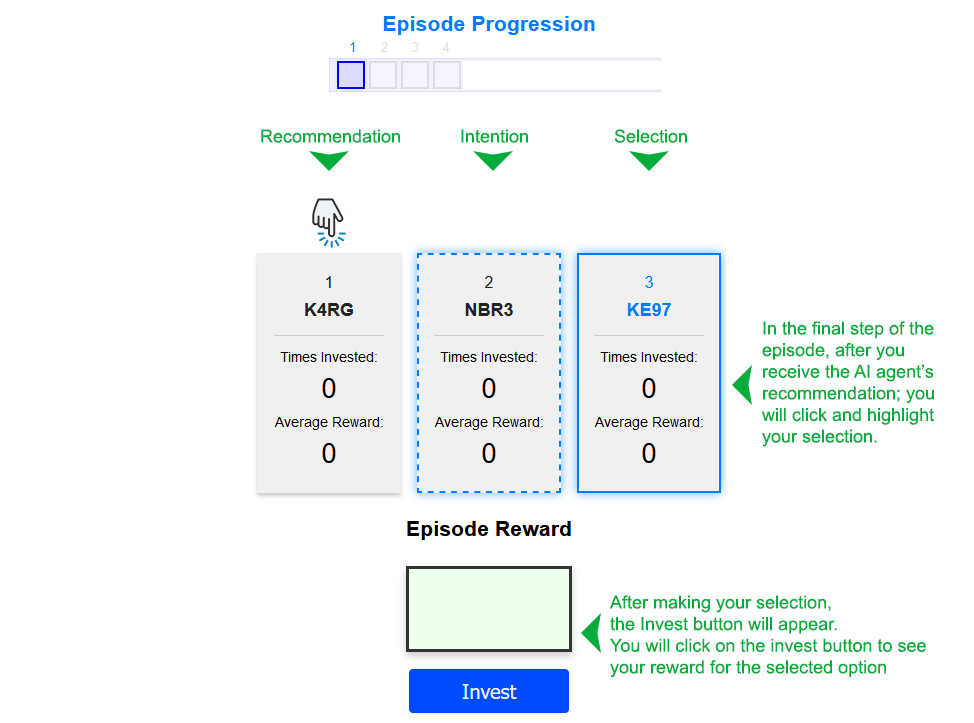 Episode Progression
1 2 3 4
Recommendation Intention Selection
1 2 3
K4RG NBR3 KE97
Times Invested: Times Invested: Times Invested:
0 0 0
Average Reward: Average Reward: Average Reward:
0 0 0
In the final step of the
episode, after you
receive the AI agent's
recommendation; you
will click and highlight
your selection.
Episode Reward
After making your selection,
the Invest button will appear.
You will click on the invest button to see
your reward for the selected option
Invest